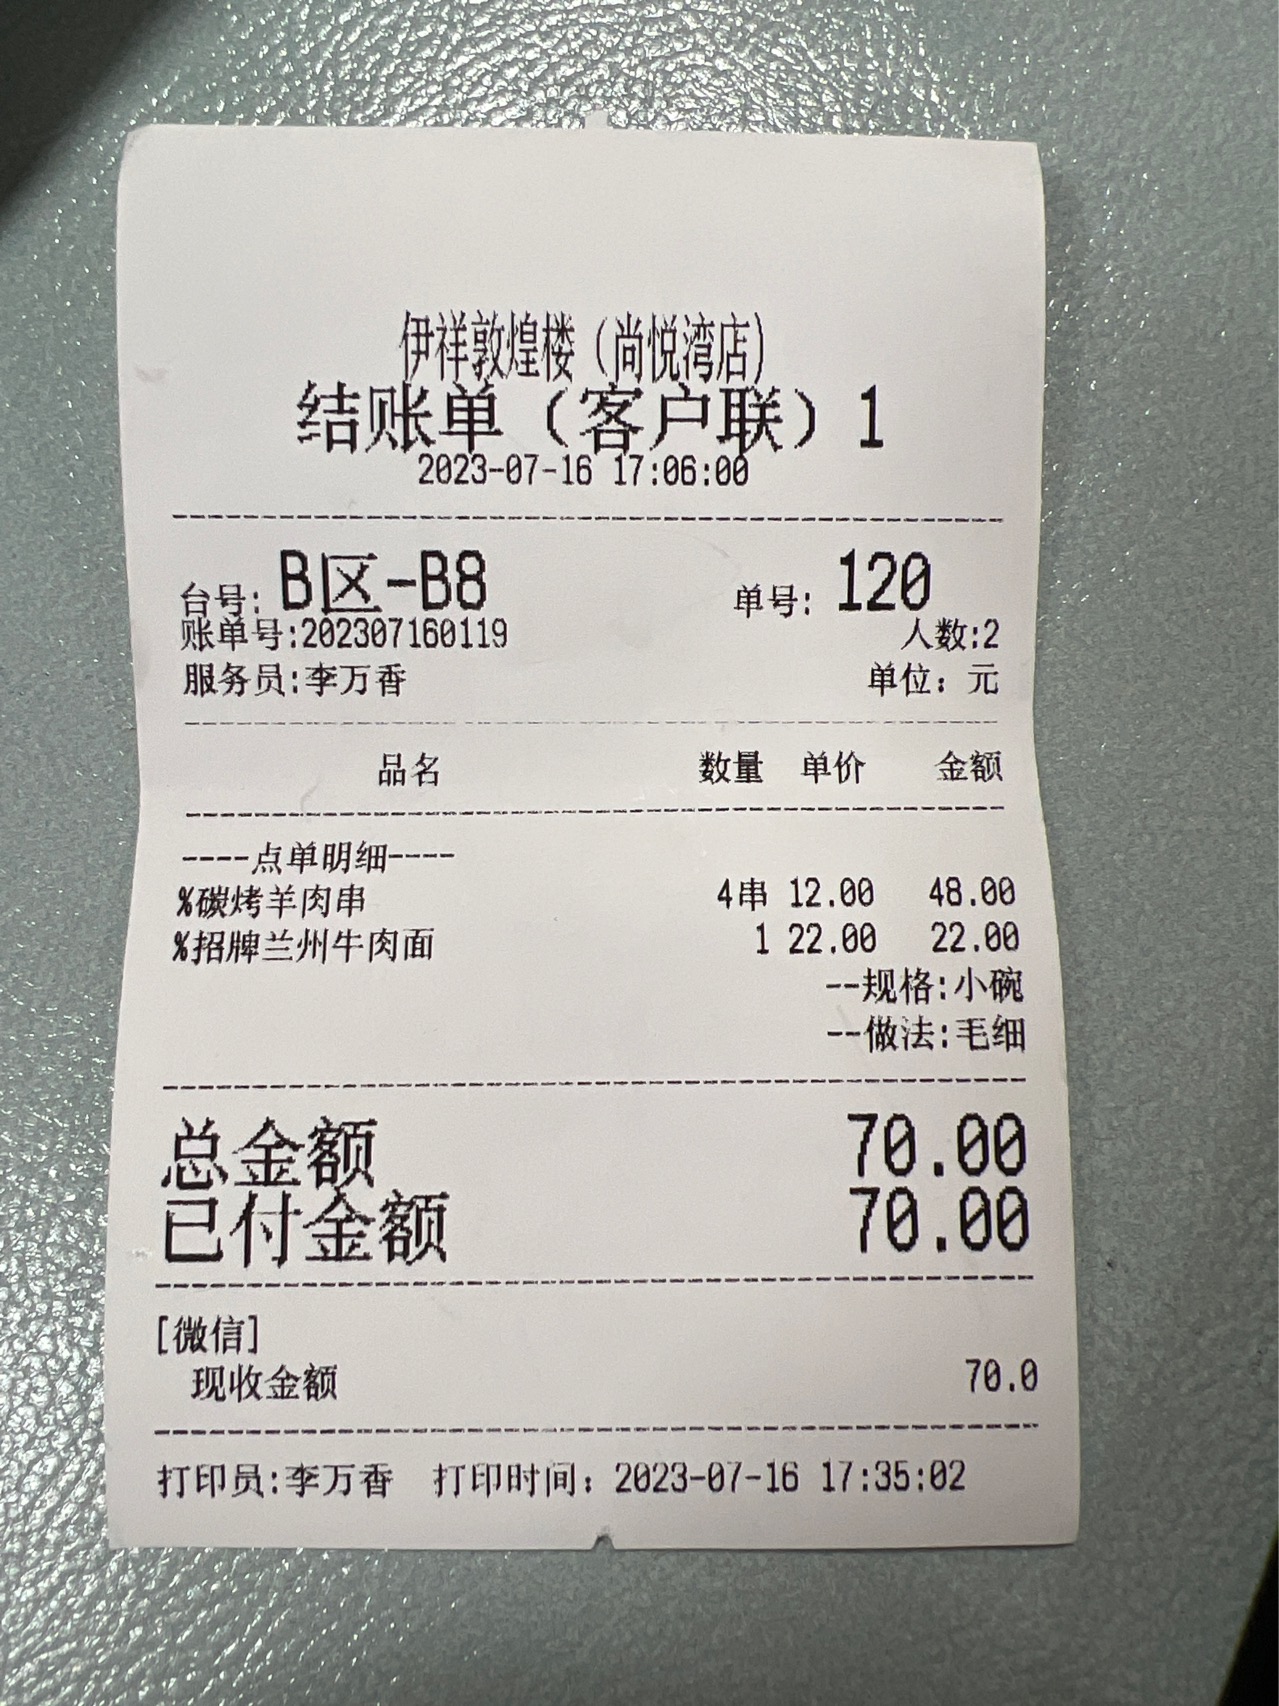 伊祥敦煌楼（尚悦湾店）
结账单（客户联）1
2023-07-16 17:06:00
台号: B区-B8 单号: 120
账单号:202307160119 人数:2
服务员:李万香 单位: 元
品名 数量 单价 金额
----点单明细----
%碳烤羊肉串 4串 12.00 48.00
%招牌兰州牛肉面 1 22.00 22.00
--规格:小碗
--做法:毛细
总金额 70.00
已付金额 70.00
[微信]
现收金额 70.0
打印员:李万香 打印时间: 2023-07-16 17:35:02